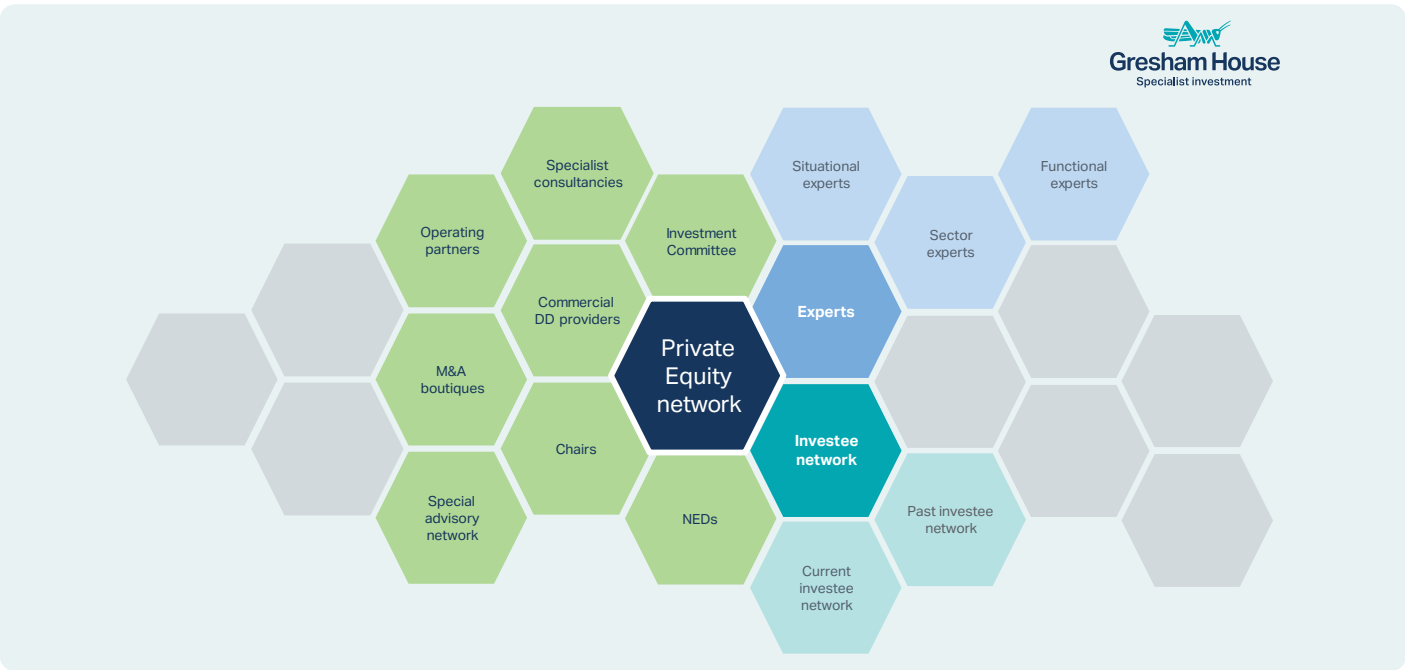 Gresham House
Specialist investment
Specialist
consultancies
Situational
experts
Functional
experts
Operating
partners
Investment
Committee
Sector
experts
Commercial
DD providers
Experts
Private
Equity
network
M&A
boutiques
Chairs
Investee
network
Special
advisory
network
NEDs
Past investee
network
Current
investee
network